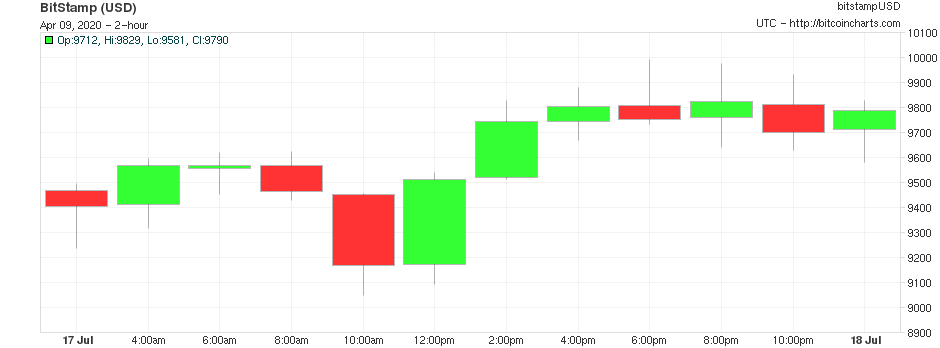 BitStamp (USD)
bitstampUSD
Apr 09, 2020 - 2-hour
UTC - http://bitcoincharts.com
Op:9712, Hi:9829, Lo:9581, Cl:9790
10100
10000
9900
9800
9700
9600
9500
9400
9300
9200
9100
9000
8900
17 Jul 4:00am 6:00am 8:00am 10:00am 12:00pm 2:00pm 4:00pm 6:00pm 8:00pm 10:00pm 18 Jul